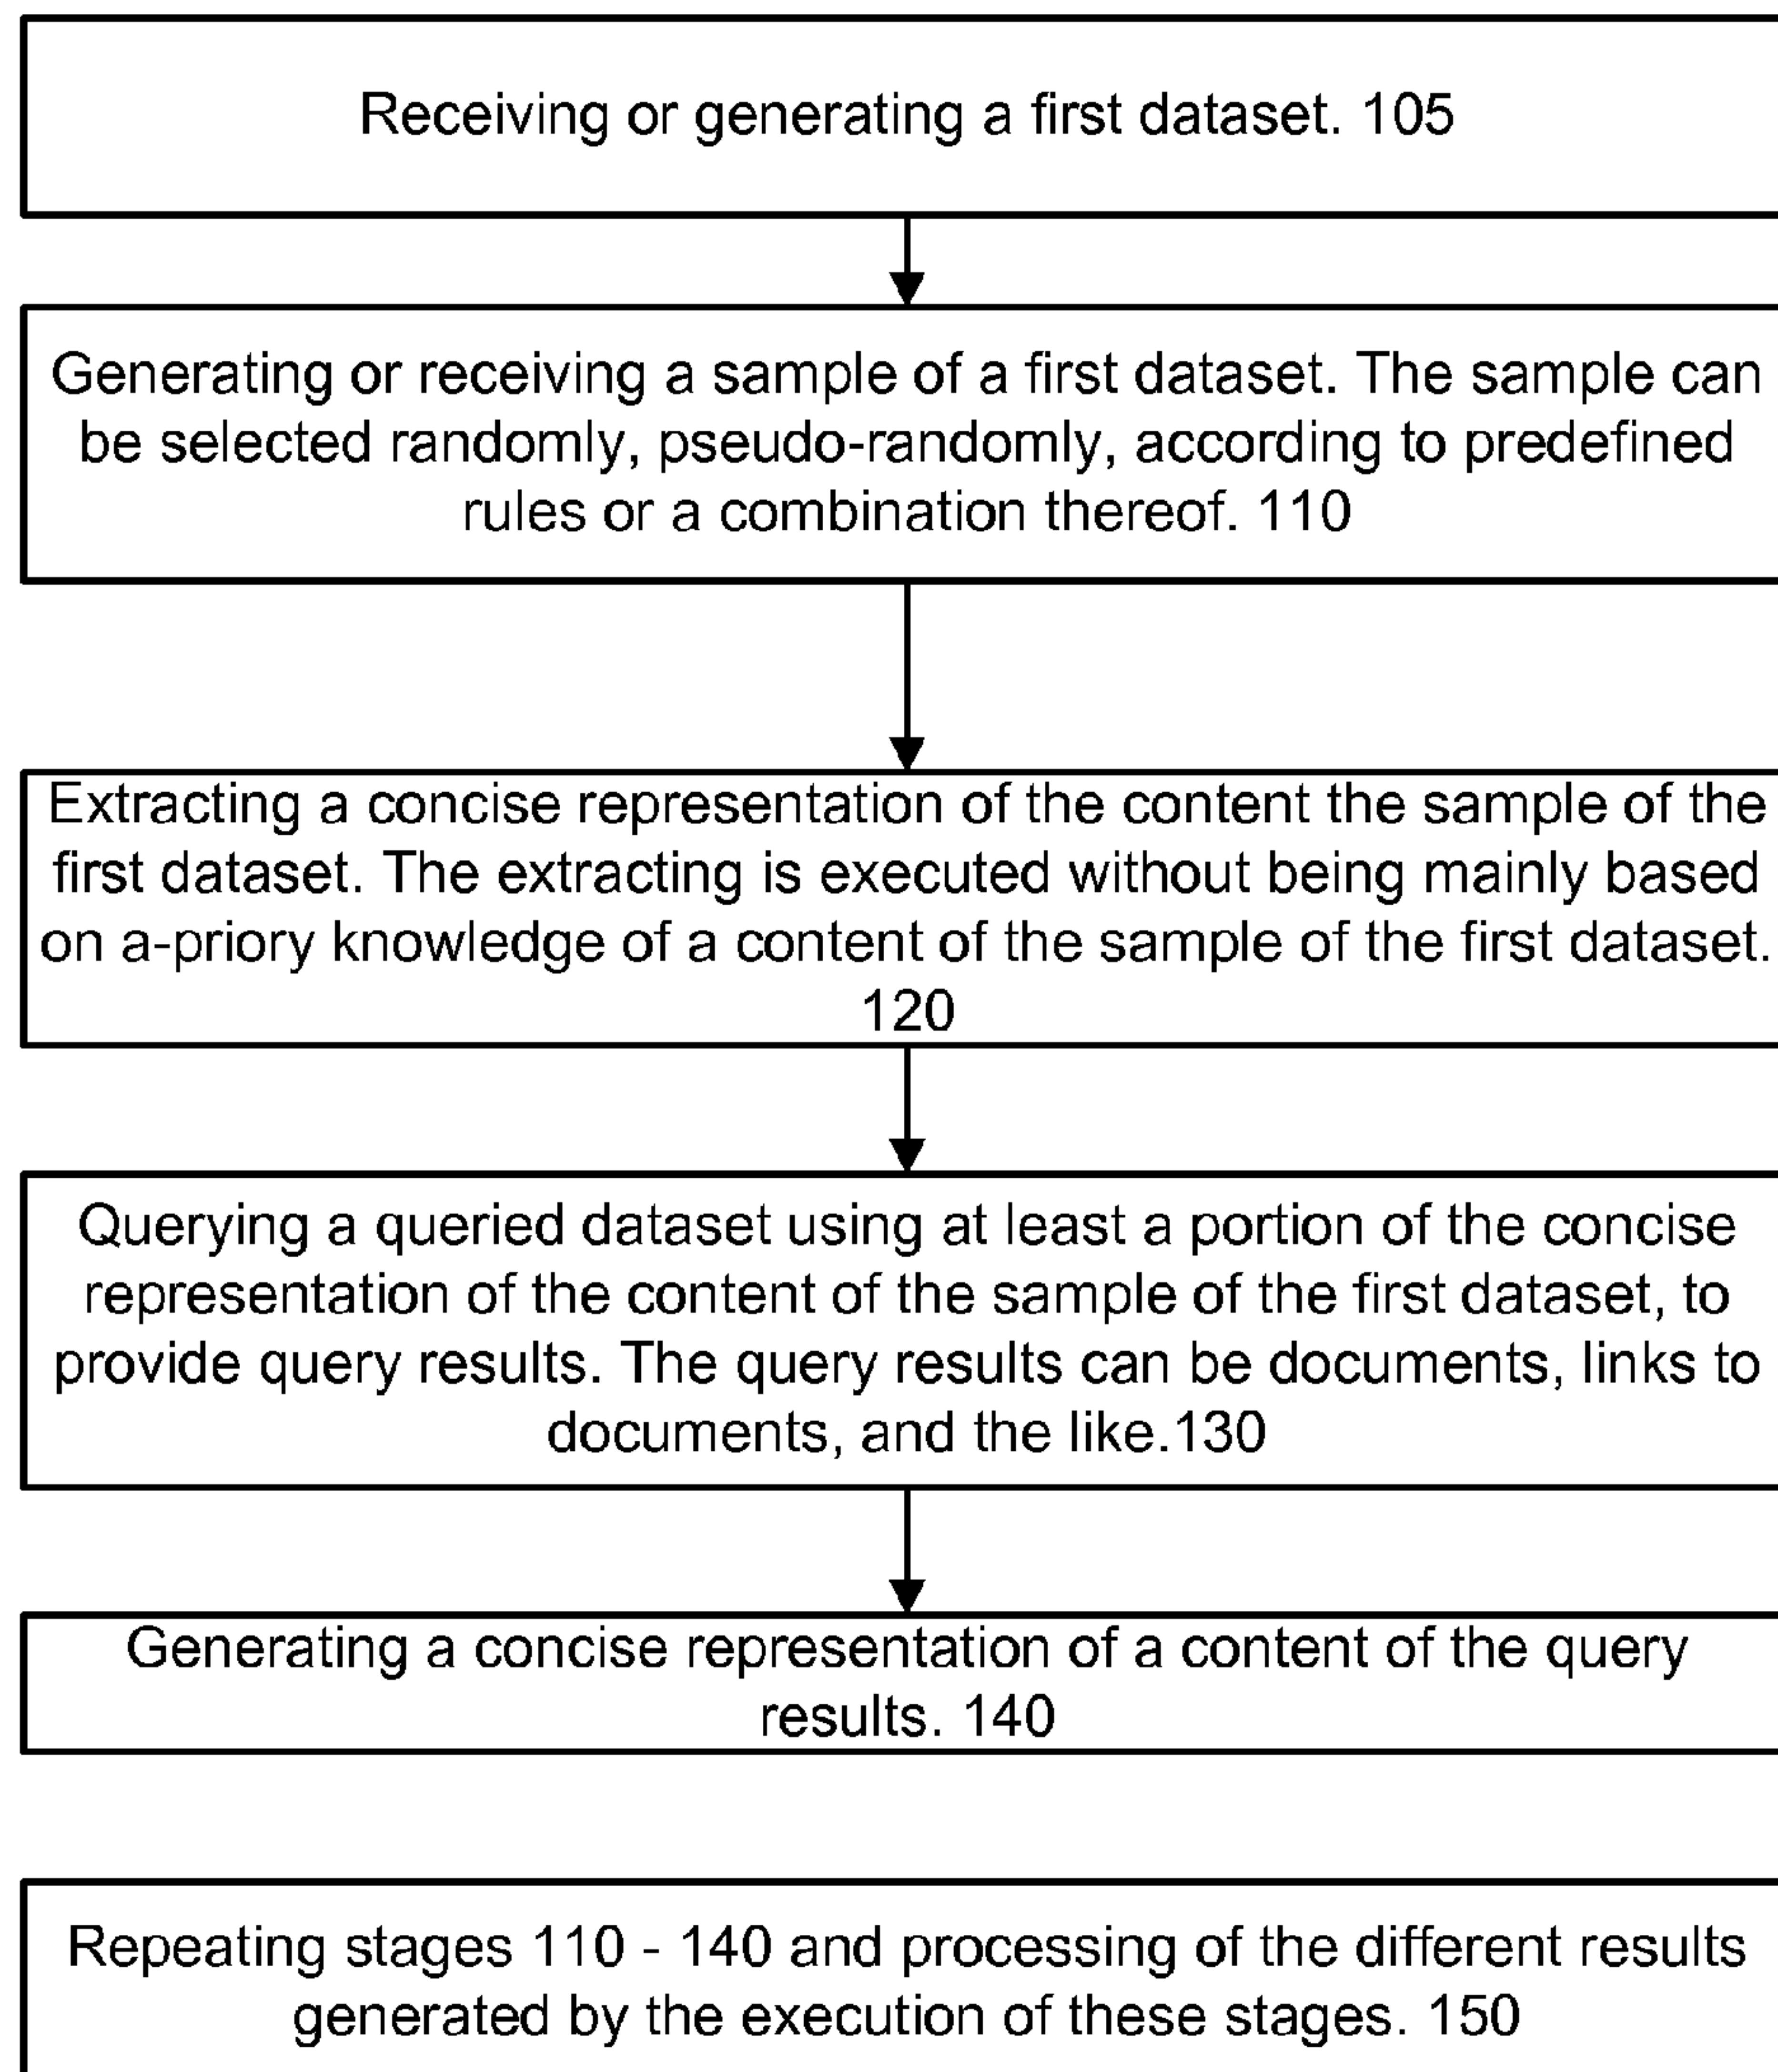 Receiving or generating a first dataset. 105
Generating or receiving a sample of a first dataset. The sample can
be selected randomly, pseudo-randomly, according to predefined
rules or a combination thereof. 110
Extracting a concise representation of the content the sample of the
first dataset. The extracting is executed without being mainly based
on a-priory knowledge of a content of the sample of the first dataset.
120
Querying a queried dataset using at least a portion of the concise
representation of the content of the sample of the first dataset, to
provide query results. The query results can be documents, links to
documents, and the like.130
Generating a concise representation of a content of the query
results. 140
Repeating stages 110 - 140 and processing of the different results
generated by the execution of these stages. 150